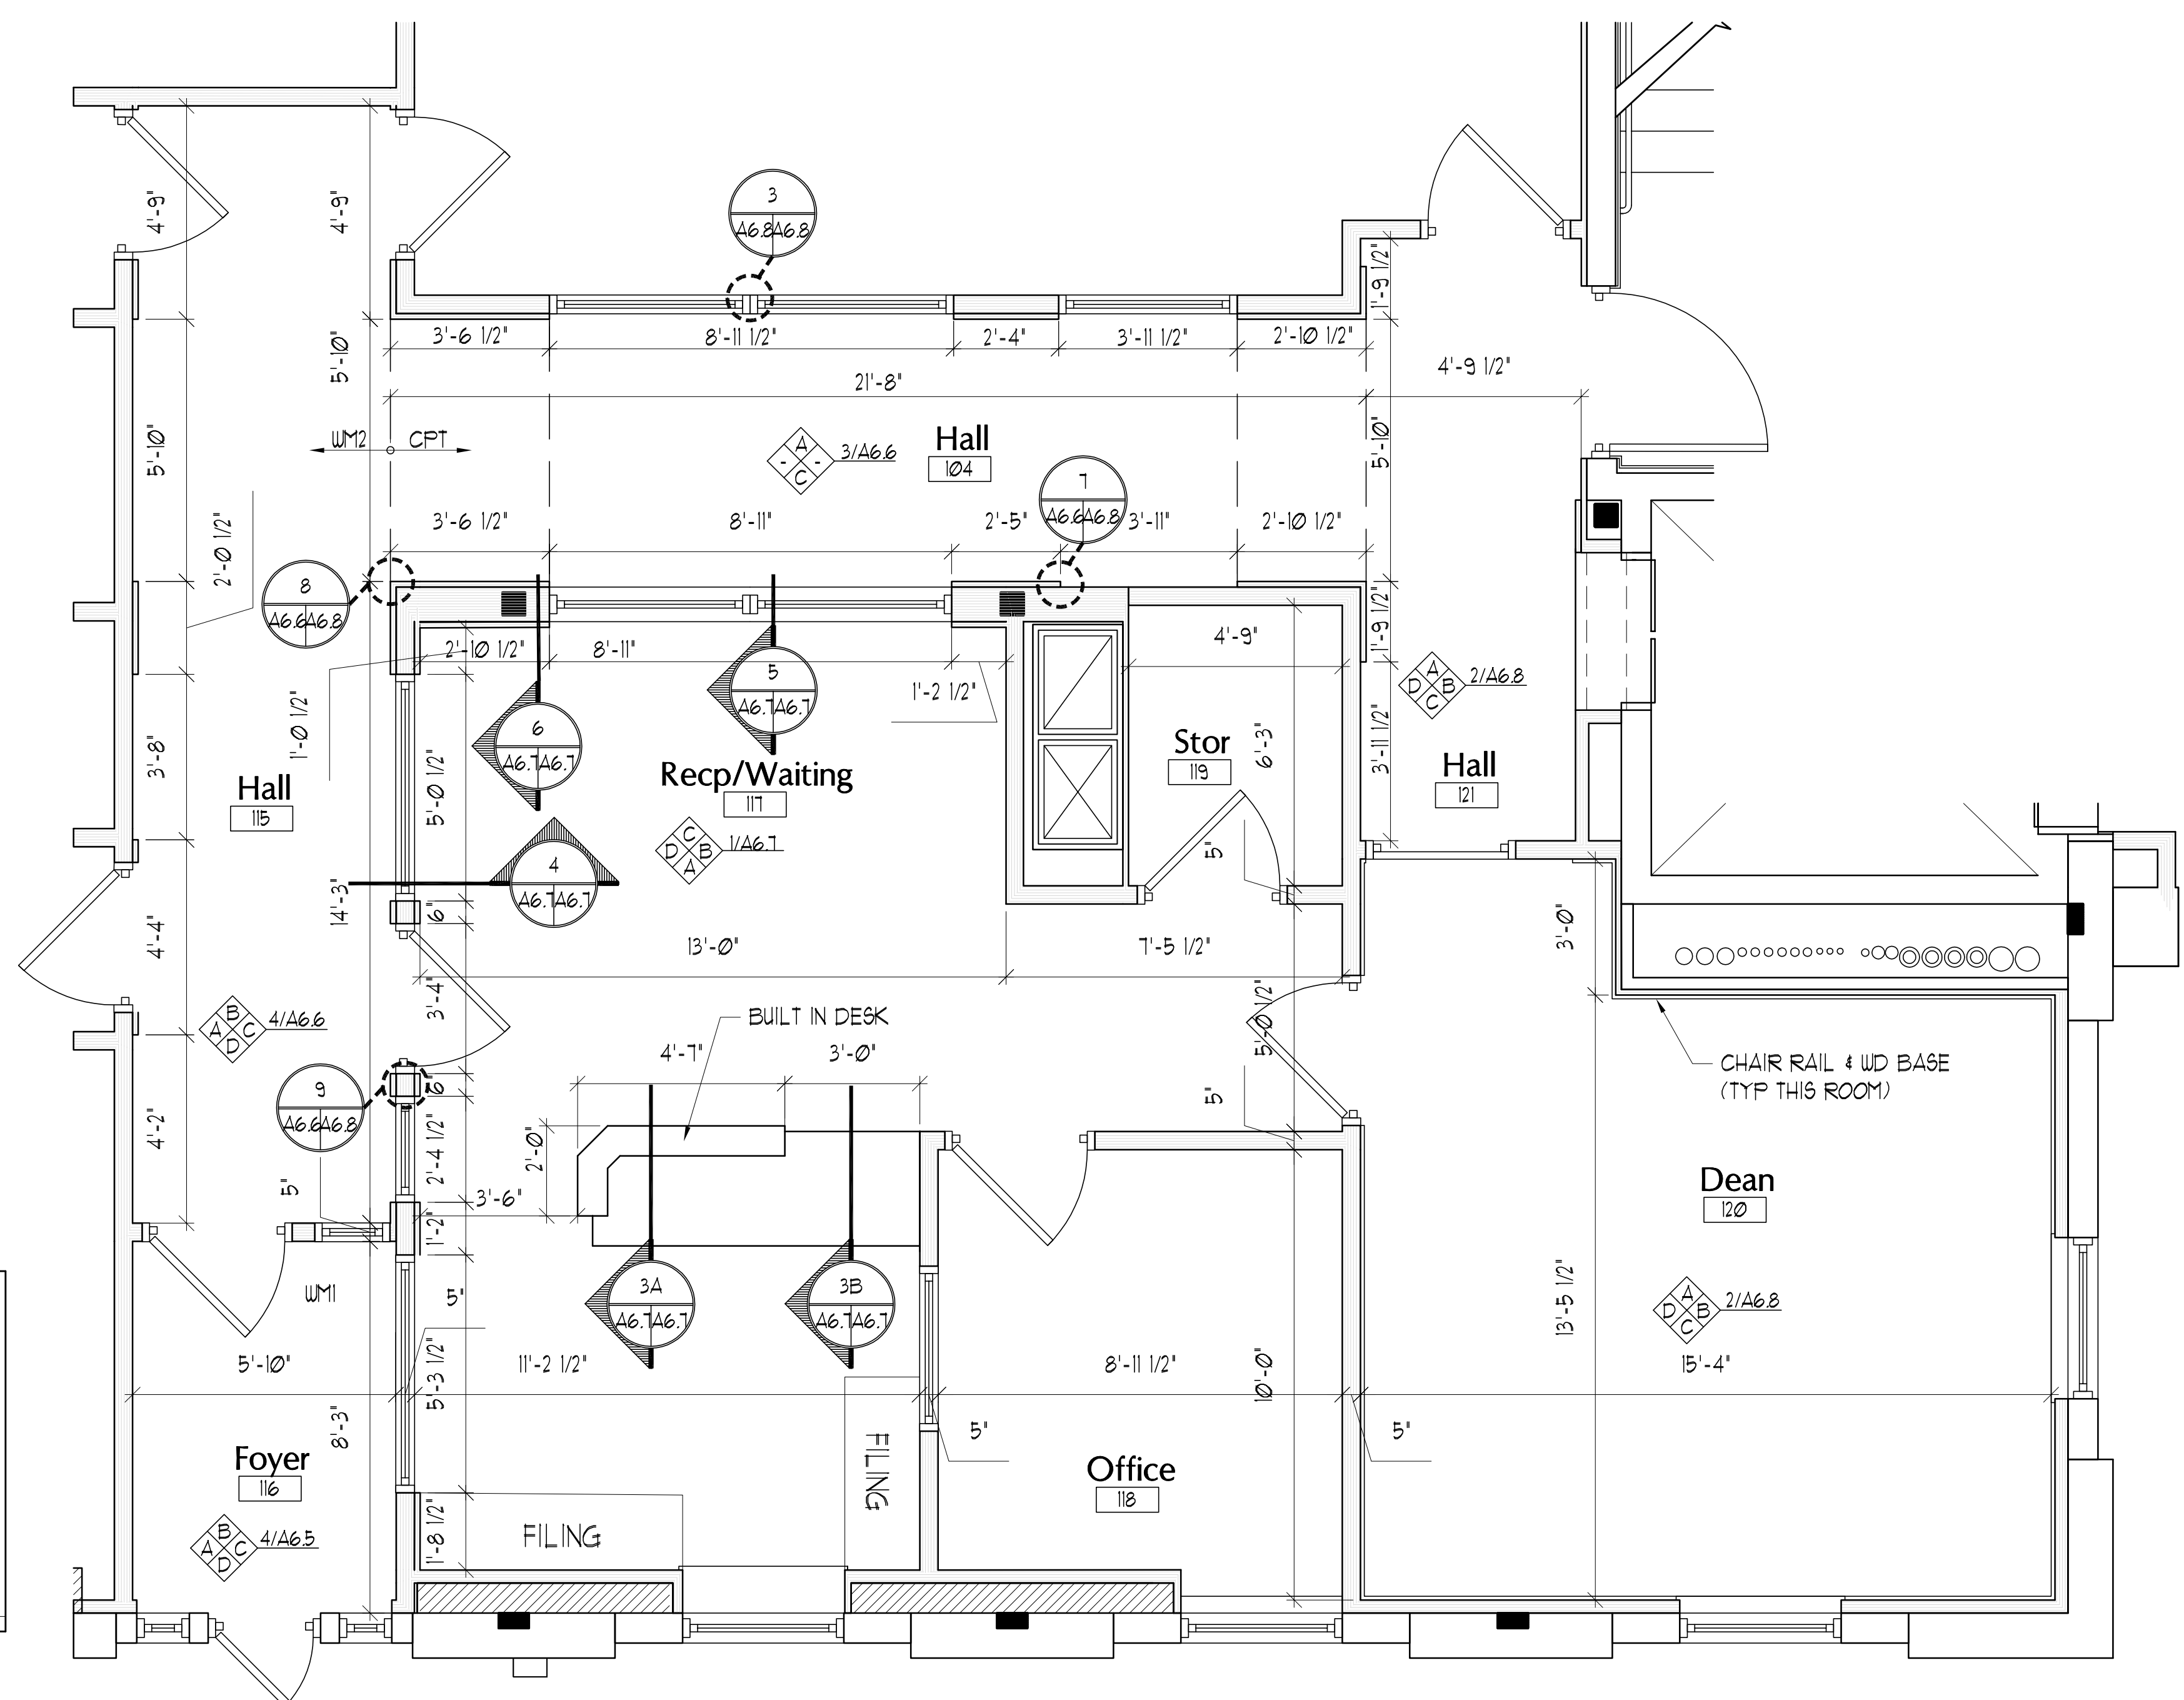 3
A6.8 A6.8
4'-9"
4'-9"
1'-9 1/2"
3'-6 1/2"
8'-11 1/2"
2'-4"
3'-11 1/2"
2'-10 1/2"
5'-10"
4'-9 1/2"
21'-8"
WM2
CPT
5'-10"
5'-10"
A
-
-
C
3/A6.6
Hall
104
7
A6.6 A6.8
3'-6 1/2"
8'-11"
2'-5"
3'-11"
2'-10 1/2"
2'-0 1/2"
8
A6.6 A6.8
2'-10 1/2"
8'-11"
4'-9"
1'-9 1/2"
5
A6.7 A6.7
1'-2 1/2"
A
D
B
C
2/A6.8
6
A6.7 A6.7
1'-0 1/2"
3'-8"
Stor
119
6'-3"
3'-11 1/2"
Hall
115
5'-0 1/2"
Recp/Waiting
117
Hall
121
C
D
B
A
1/A6.7
5"
4
A6.7 A6.7
14'-3"
6"
4'-4"
13'-0"
7'-5 1/2"
3'-0"
3'-4"
BUILT IN DESK
5'-0 1/2"
B
A
C
D
4/A6.6
4'-7"
3'-0"
CHAIR RAIL & WD BASE
(TYP THIS ROOM)
9
A6.6 A6.8
6"
5"
4'-2"
2'-0"
2'-4 1/2"
5"
3'-6"
Dean
120
1'-2"
WM1
5"
3A
A6.7 A6.7
3B
A6.7 A6.7
13'-5 1/2"
A
D
B
C
2/A6.8
5'-10"
5'-3 1/2"
11'-2 1/2"
8'-11 1/2"
10'-0"
15'-4"
8'-3"
5"
5"
Foyer
116
FILING
Office
118
B
A
C
D
4/A6.5
1'-8 1/2"
FILING